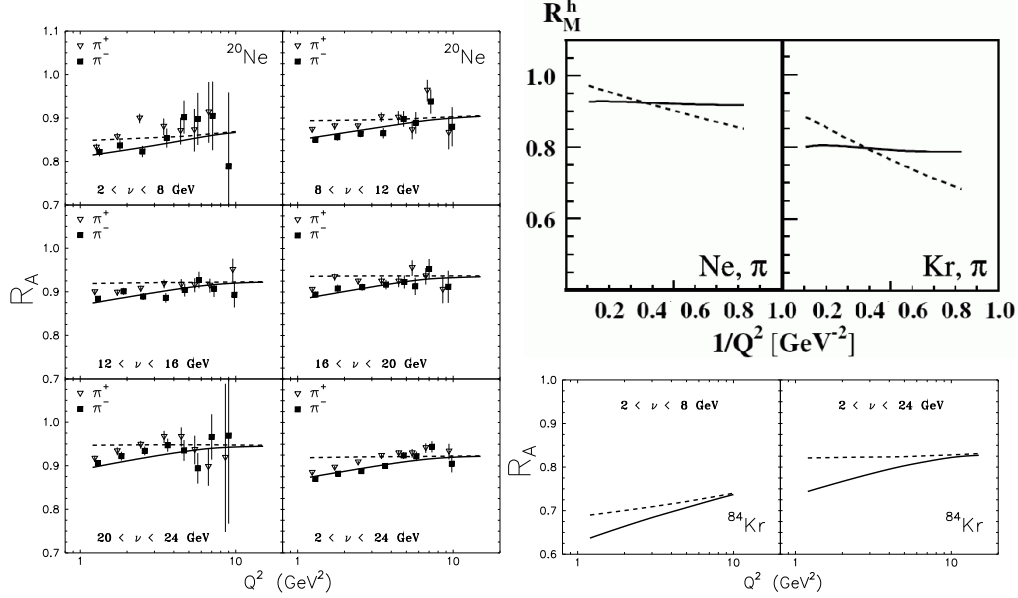 1.1
▽ π⁺
■ π⁻
²⁰Ne
1.0
0.9
0.8
2 < ν < 8 GeV
0.7
▽ π⁺
■ π⁻
²⁰Ne
8 < ν < 12 GeV
R_A
▽ π⁺
■ π⁻
1.0
0.9
0.8
12 < ν < 16 GeV
0.7
▽ π⁺
■ π⁻
16 < ν < 20 GeV
▽ π⁺
■ π⁻
1.0
0.9
0.8
20 < ν < 24 GeV
0.7
▽ π⁺
■ π⁻
2 < ν < 24 GeV
1 10 1 10
Q² (GeV²)
R_M^h
1.0
0.8
0.6
Ne, π
Kr, π
0.2 0.4 0.6 0.8 1.0 0.2 0.4 0.6 0.8 1.0
1/Q² [GeV⁻²]
R_A
1.0
0.9
0.8
0.7
0.6
2 < ν < 8 GeV
⁸⁴Kr
2 < ν < 24 GeV
⁸⁴Kr
1 10 1 10
Q² (GeV²)